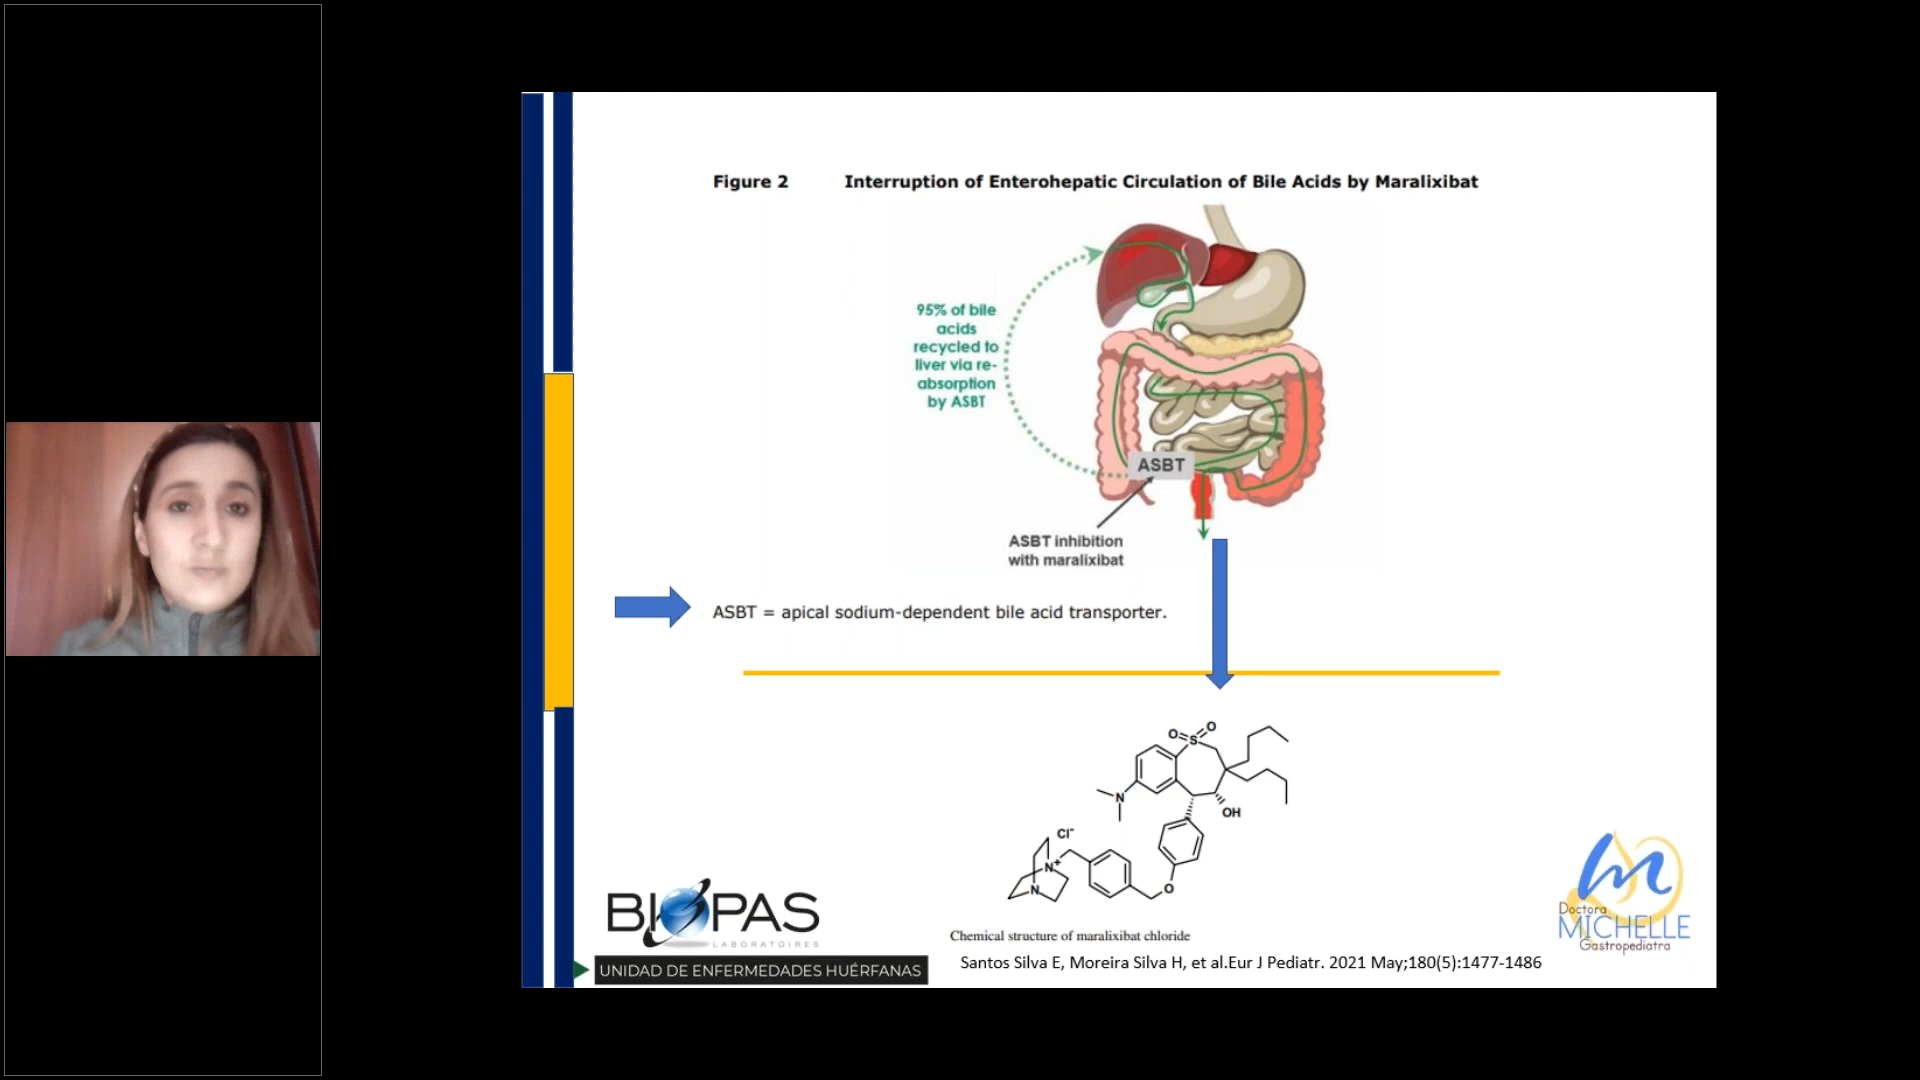 Figure 2 Interruption of Enterohepatic Circulation of Bile Acids by Maralixibat
95% of bile
acids
recycled to
liver via re-
absorption
by ASBT
ASBT
ASBT inhibition
with maralixibat
ASBT = apical sodium-dependent bile acid transporter.
O
O
S
N
OH
Cl-
N+
N
O
Chemical structure of maralixibat chloride
Santos Silva E, Moreira Silva H, et al.Eur J Pediatr. 2021 May;180(5):1477-1486
BIOPAS
LABORATOIRES
UNIDAD DE ENFERMEDADES HUÉRFANAS
m
Doctora
MICHELLE
Gastropediatra